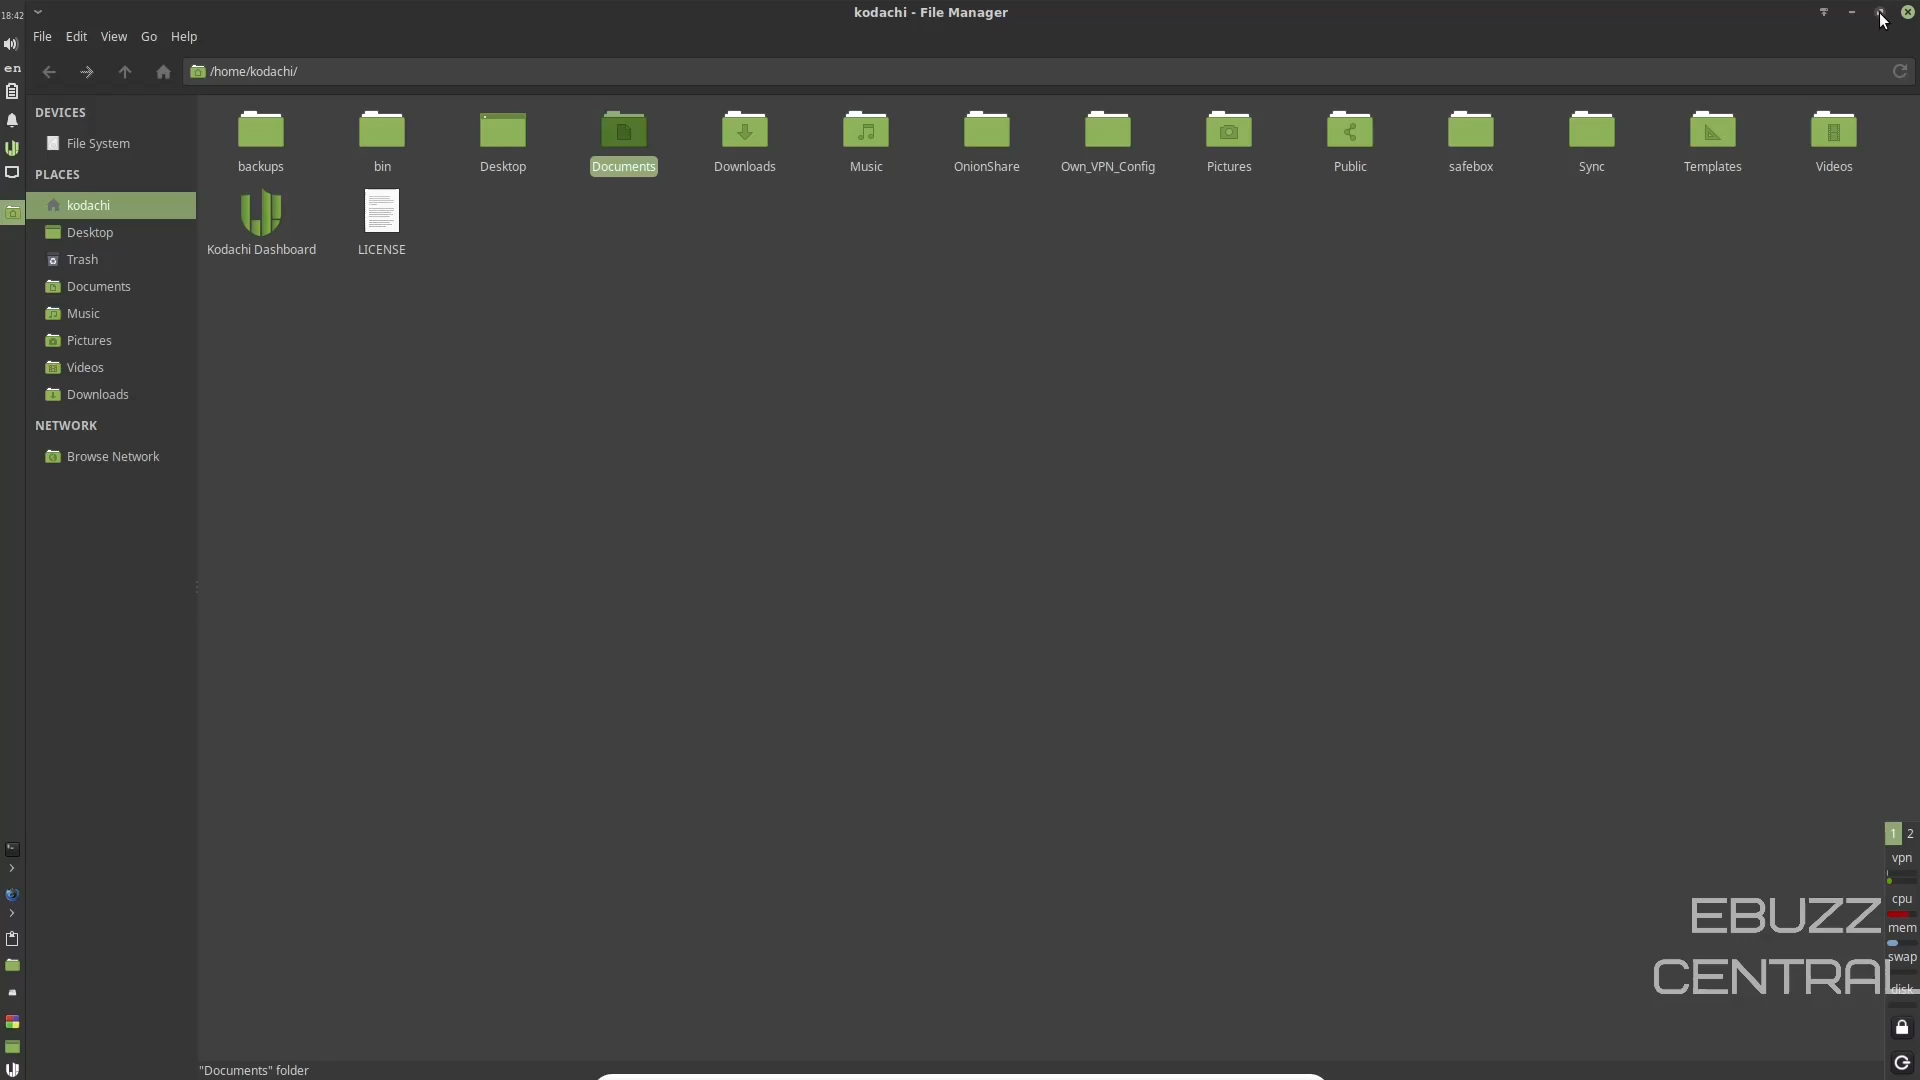 18:42
kodachi - File Manager
File Edit View Go Help
en
/home/kodachi/
DEVICES
File System
PLACES
kodachi
Desktop
Trash
Documents
Music
Pictures
Videos
Downloads
NETWORK
Browse Network
backups bin Desktop Documents Downloads Music OnionShare Own_VPN_Config Pictures Public safebox Sync Templates Videos
Kodachi Dashboard LICENSE
1 2
vpn
cpu
mem
swap
disk
EBUZZ
CENTRAL
"Documents" folder